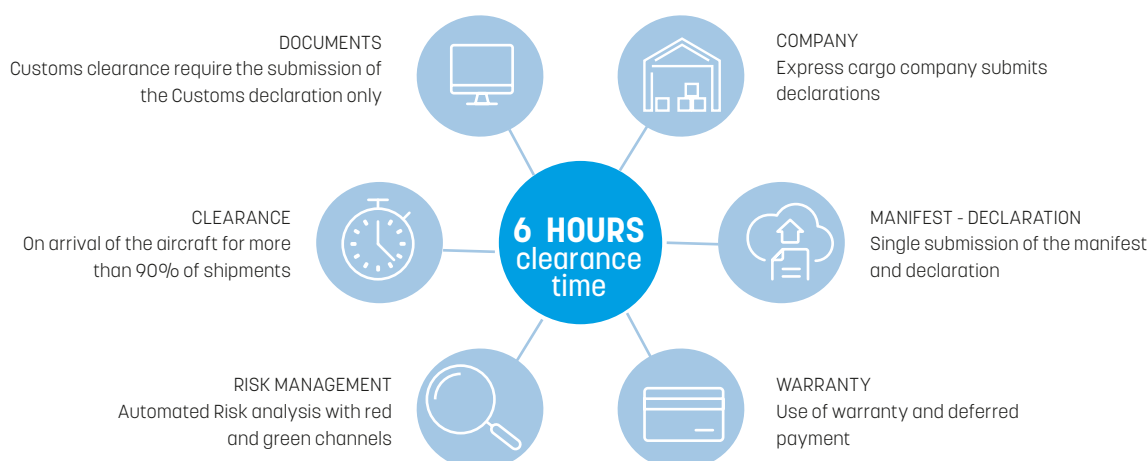 DOCUMENTS
Customs clearance require the submission of
the Customs declaration only
COMPANY
Express cargo company submits
declarations
CLEARANCE
On arrival of the aircraft for more
than 90% of shipments
6 HOURS
clearance
time
MANIFEST - DECLARATION
Single submission of the manifest
and declaration
RISK MANAGEMENT
Automated Risk analysis with red
and green channels
WARRANTY
Use of warranty and deferred
payment